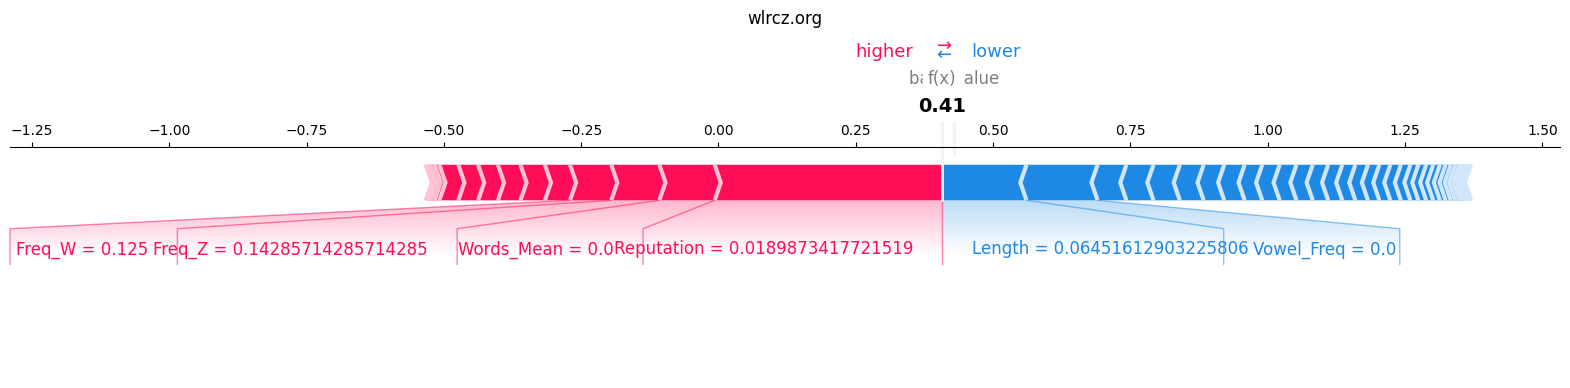 wlrcz.org
higher ⇄ lower
f(x) alue
0.41
−1.25 −1.00 −0.75 −0.50 −0.25 0.00 0.25 0.50 0.75 1.00 1.25 1.50
Freq_W = 0.125 Freq_Z = 0.14285714285714285 Words_Mean = 0.0 Reputation = 0.0189873417721519 Length = 0.06451612903225806 Vowel_Freq = 0.0